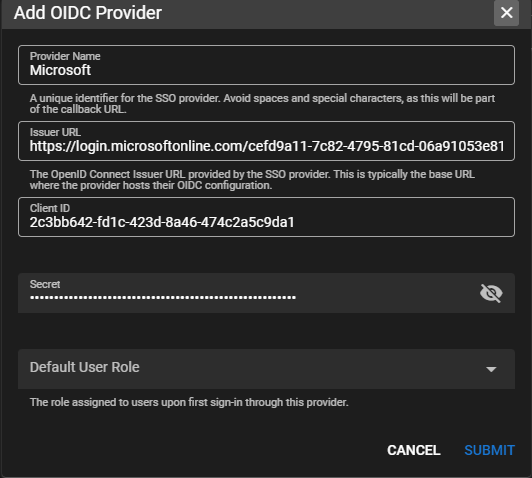 Add OIDC Provider
Provider Name
Microsoft
A unique identifier for the SSO provider. Avoid spaces and special characters, as this will be part
of the callback URL.
Issuer URL
https://login.microsoftonline.com/cefd9a11-7c82-4795-81cd-06a91053e81
The OpenID Connect Issuer URL provided by the SSO provider. This is typically the base URL
where the provider hosts their OIDC configuration.
Client ID
2c3bb642-fd1c-423d-8a46-474c2a5c9da1
Secret
Default User Role
The role assigned to users upon first sign-in through this provider.
CANCEL SUBMIT